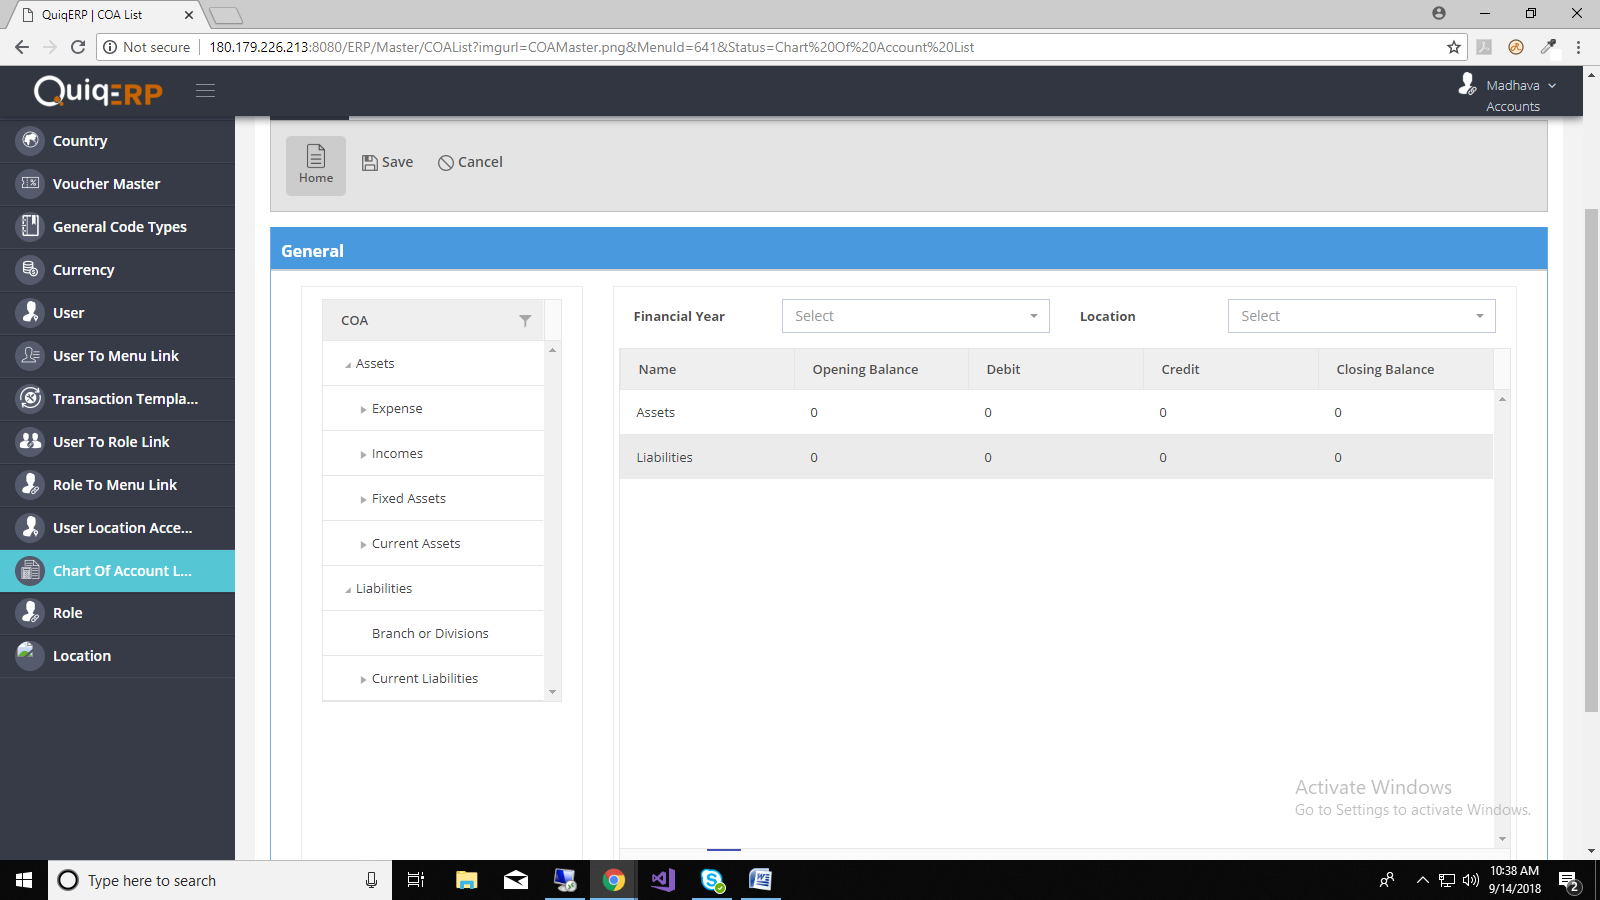 QuiqERP | COA List
Not secure
180.179.226.213:8080/ERP/Master/COAList?imgurl=COAMaster.png&MenuId=641&Status=Chart%20Of%20Account%20List
QuiqERP
Madhava
Accounts
Country
Voucher Master
General Code Types
Currency
User
User To Menu Link
Transaction Templa...
User To Role Link
Role To Menu Link
User Location Acce...
Chart Of Account L...
Role
Location
Home
Save
Cancel
General
COA
Assets
Expense
Incomes
Fixed Assets
Current Assets
Liabilities
Branch or Divisions
Current Liabilities
Financial Year Select Location Select
Name Opening Balance Debit Credit Closing Balance
Assets 0 0 0 0
Liabilities 0 0 0 0
Activate Windows
Go to Settings to activate Windows.
Type here to search
10:38 AM
9/14/2018
2